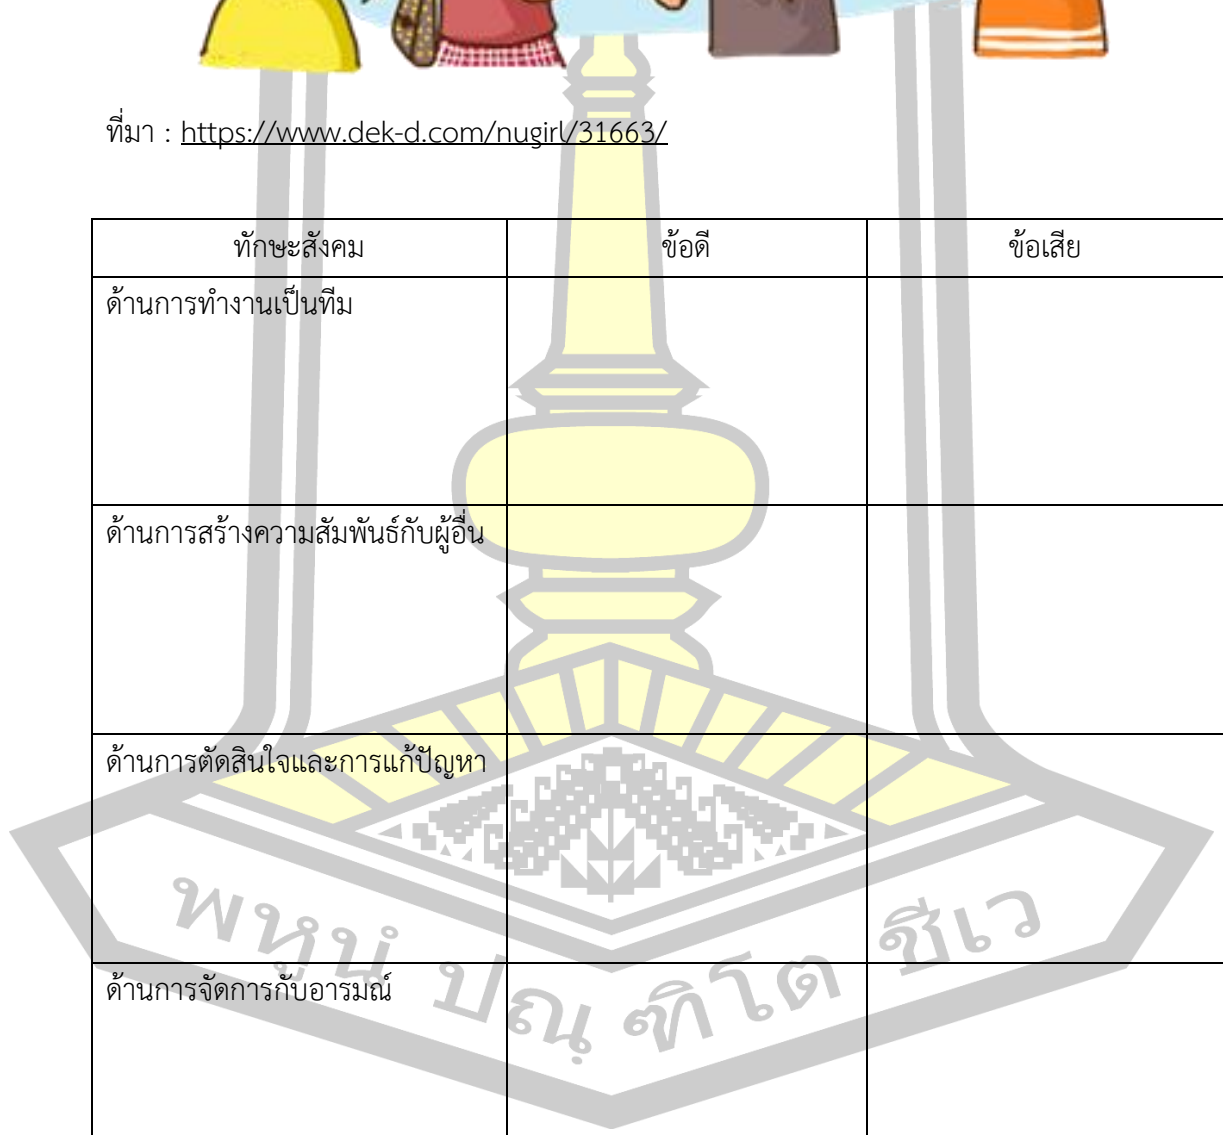 ที่มา : https://www.dek-d.com/nugirl/31663/
ทักษะสังคม ข้อดี ข้อเสีย
ด้านการทำงานเป็นทีม
ด้านการสร้างความสัมพันธ์กับผู้อื่น
ด้านการตัดสินใจและการแก้ปัญหา
ด้านการจัดการกับอารมณ์
พหูนํ ปณฺฑิโต ชีเว